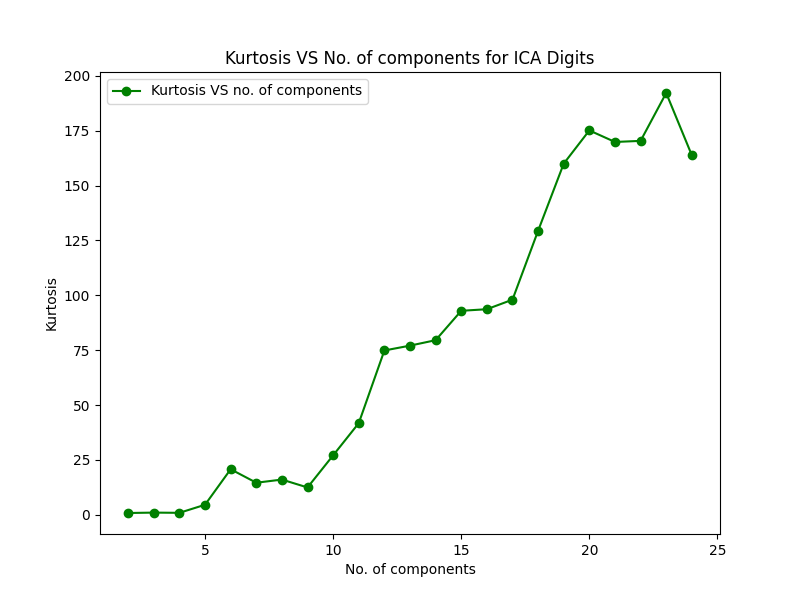 Kurtosis VS No. of components for ICA Digits
Kurtosis VS no. of components
200
175
150
125
100
75
50
25
0
Kurtosis
5 10 15 20 25
No. of components